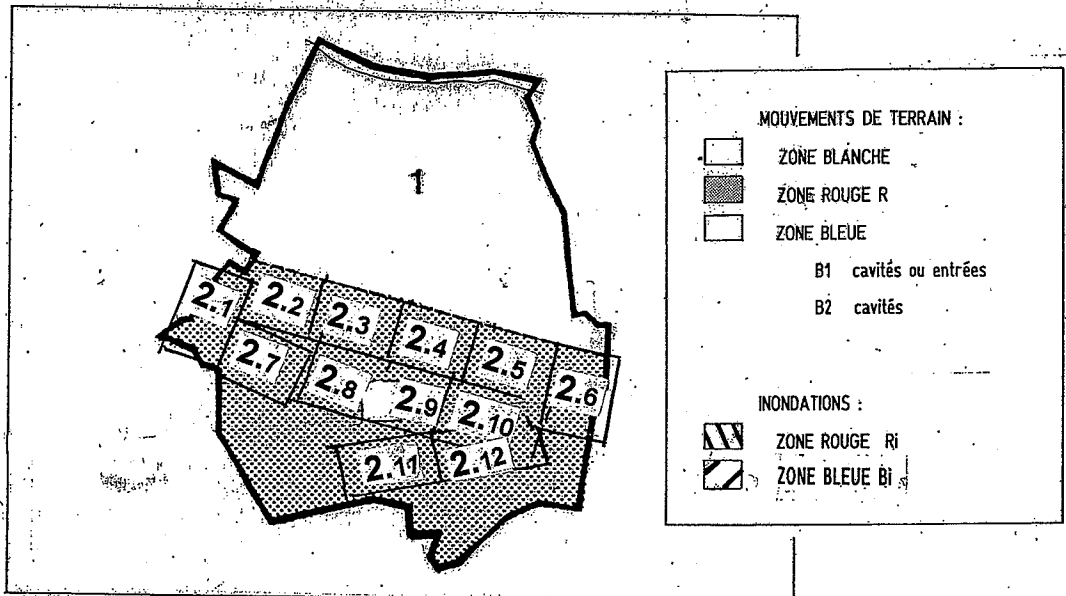 1
2.1
2.2
2.3
2.4
2.5
2.6
2.7
2.8
2.9
2.10
2.11
2.12
MOUVEMENTS DE TERRAIN :
ZONE BLANCHE
ZONE ROUGE R
ZONE BLEUE
B1 cavités ou entrées
B2 cavités
INONDATIONS :
ZONE ROUGE Ri
ZONE BLEUE Bi